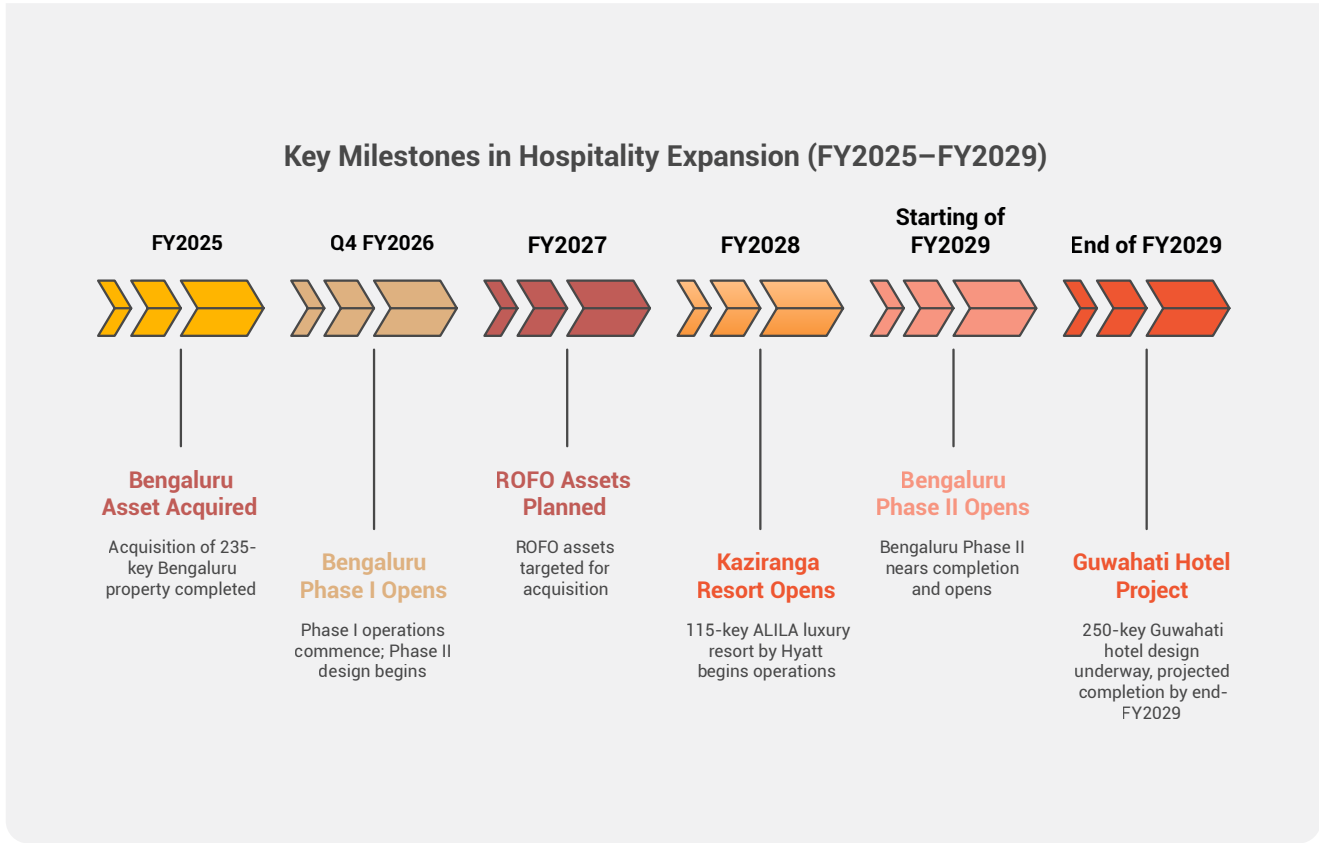 Key Milestones in Hospitality Expansion (FY2025–FY2029)
FY2025
Bengaluru
Asset Acquired
Acquisition of 235-
key Bengaluru
property completed
Q4 FY2026
Bengaluru
Phase I Opens
Phase I operations
commence; Phase II
design begins
FY2027
ROFO Assets
Planned
ROFO assets
targeted for
acquisition
FY2028
Kaziranga
Resort Opens
115-key ALILA luxury
resort by Hyatt
begins operations
Starting of
FY2029
Bengaluru
Phase II Opens
Bengaluru Phase II
nears completion
and opens
End of FY2029
Guwahati Hotel
Project
250-key Guwahati
hotel design
underway, projected
completion by end-
FY2029